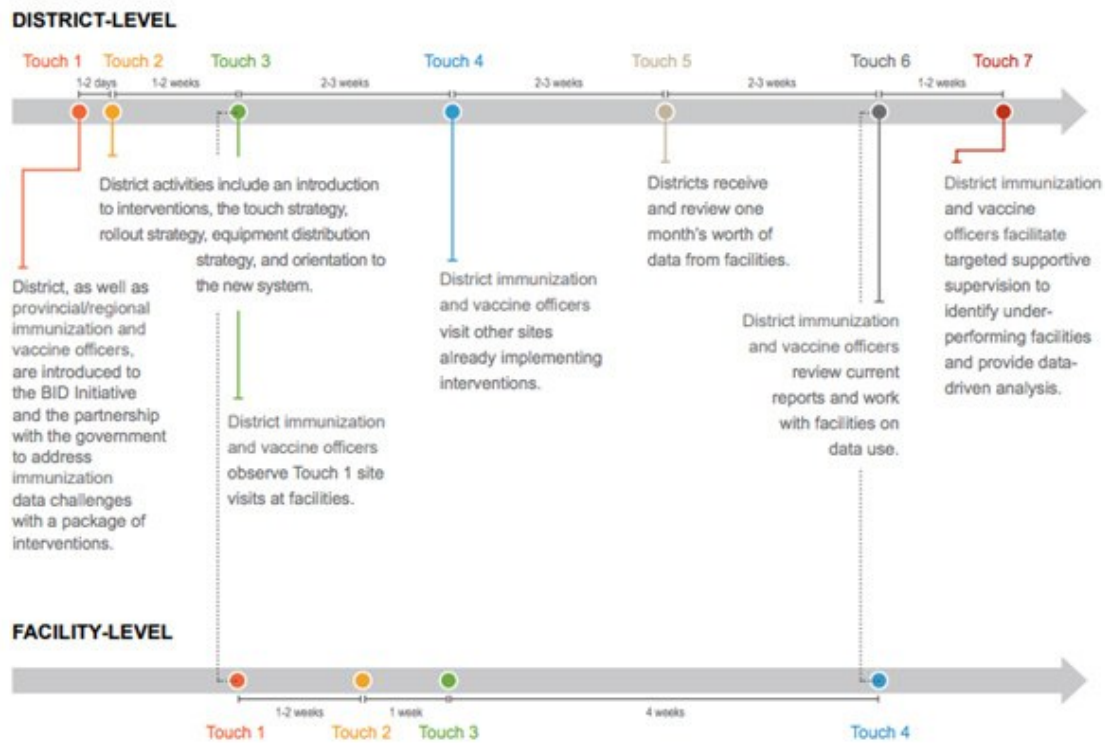 DISTRICT-LEVEL
Touch 1
Touch 2
Touch 3
Touch 4
Touch 5
Touch 6
Touch 7
1-2 days
1-2 weeks
2-3 weeks
2-3 weeks
2-3 weeks
1-2 weeks
District, as well as
provincial/regional
immunization and
vaccine officers,
are introduced to
the BID Initiative
and the partnership
with the government
to address
immunization
data challenges
with a package of
interventions.
District activities include an introduction
to interventions, the touch strategy,
rollout strategy, equipment distribution
strategy, and orientation to
the new system.
District immunization
and vaccine officers
observe Touch 1 site
visits at facilities.
District immunization
and vaccine officers
visit other sites
already implementing
interventions.
Districts receive
and review one
month's worth of
data from facilities.
District immunization
and vaccine officers
review current
reports and work
with facilities on
data use.
District immunization
and vaccine
officers facilitate
targeted supportive
supervision to
identify under-
performing facilities
and provide data-
driven analysis.
FACILITY-LEVEL
1-2 weeks
1 week
4 weeks
Touch 1
Touch 2
Touch 3
Touch 4